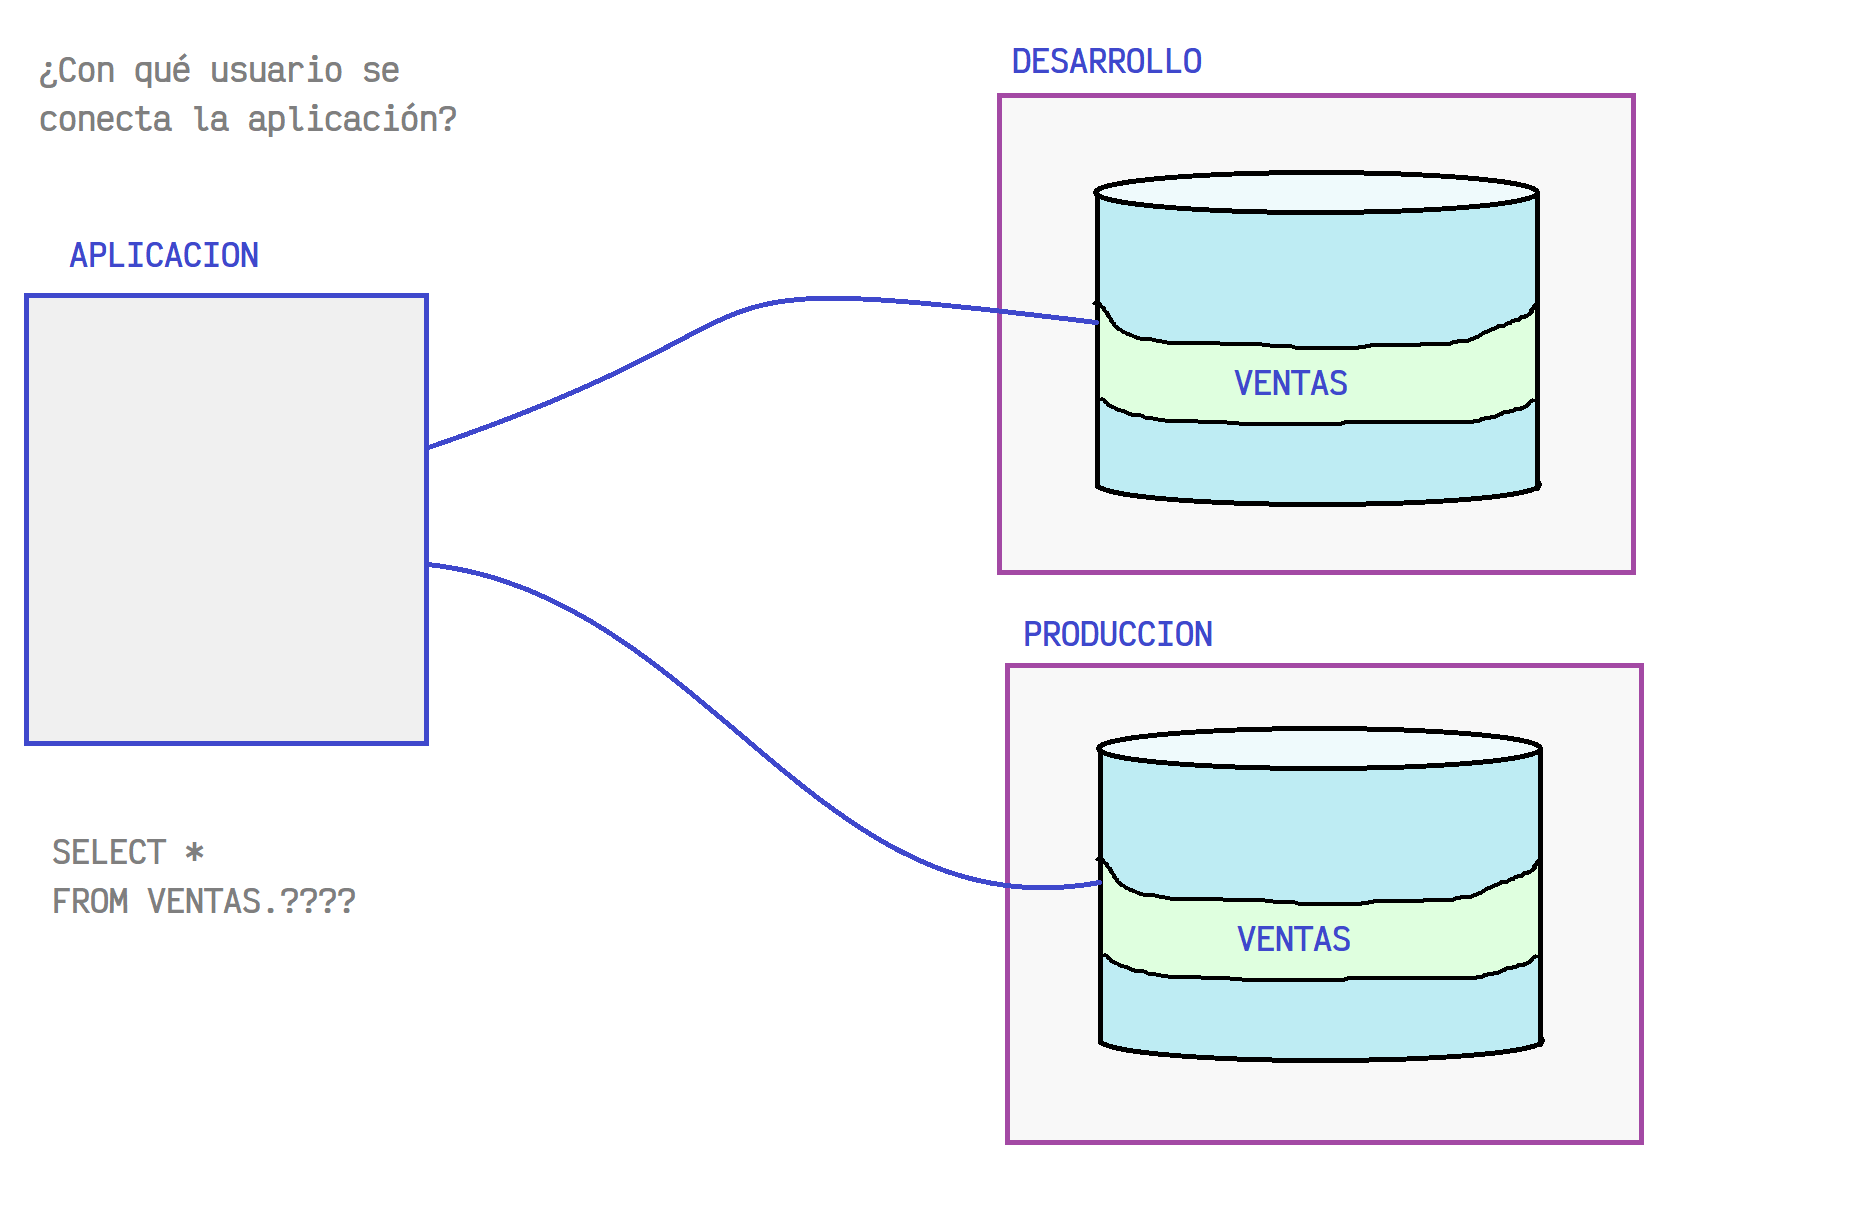 ¿Con qué usuario se
conecta la aplicación?
DESARROLLO
APLICACION
VENTAS
PRODUCCION
SELECT *
FROM VENTAS.????
VENTAS